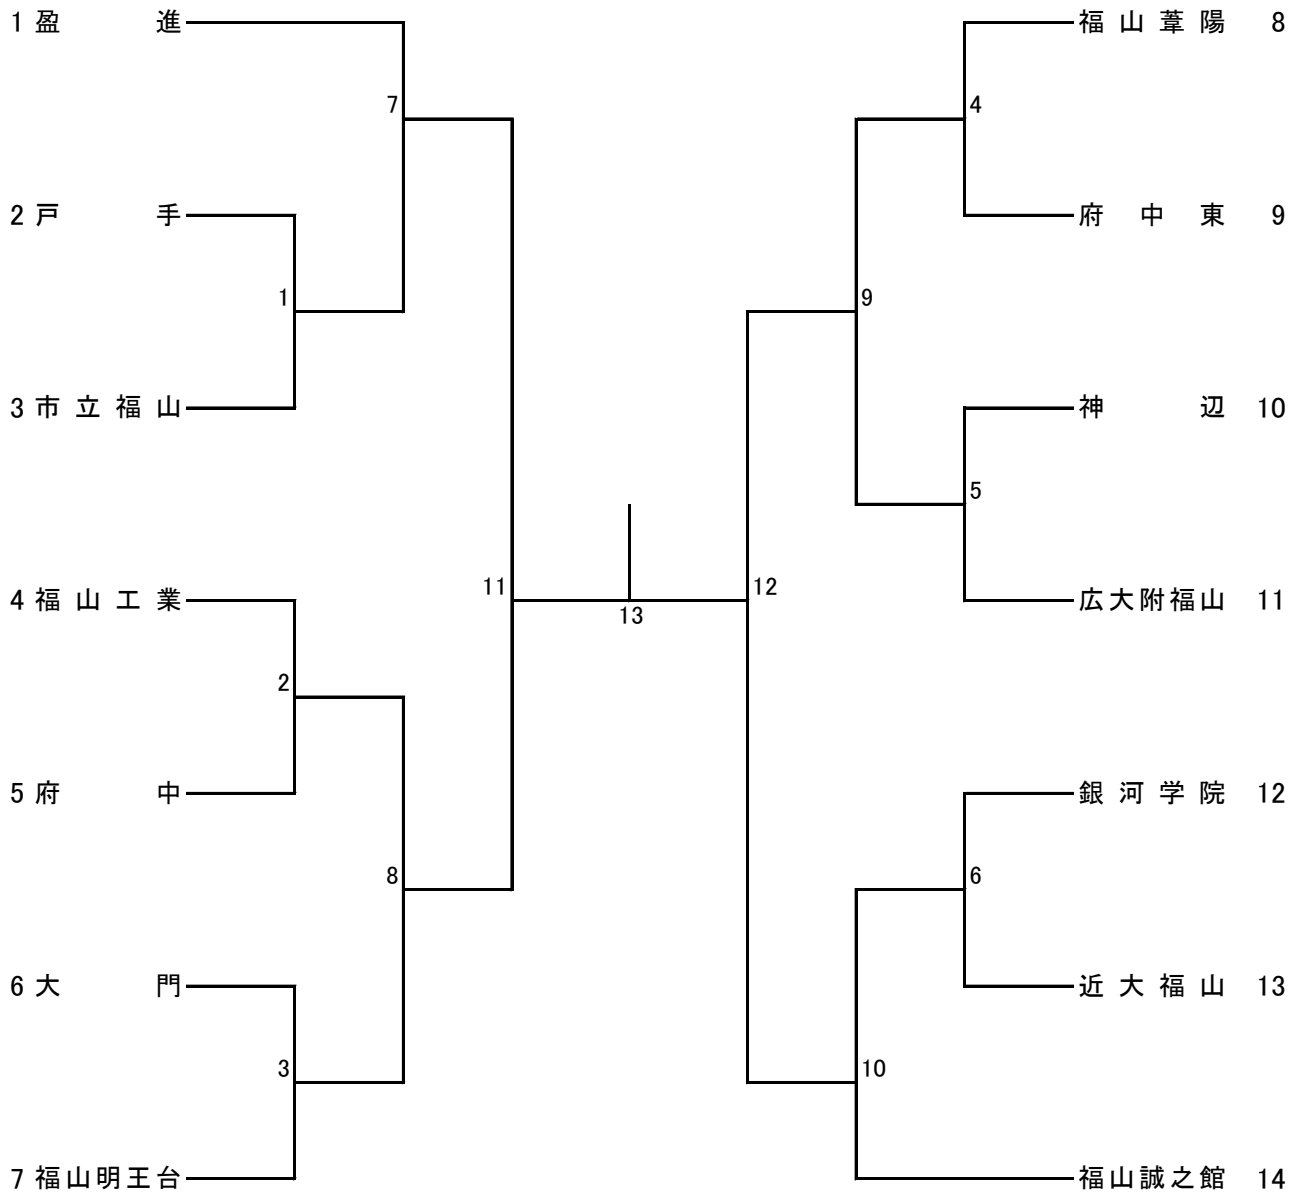 1 盈進
7
2 戸手
1
3 市立福山
4 福山工業
2
5 府中
8
6 大門
3
7 福山明王台
11
13
12
福山葦陽 8
4
府中東 9
9
神辺 10
5
広大附福山 11
銀河学院 12
6
近大福山 13
10
福山誠之館 14